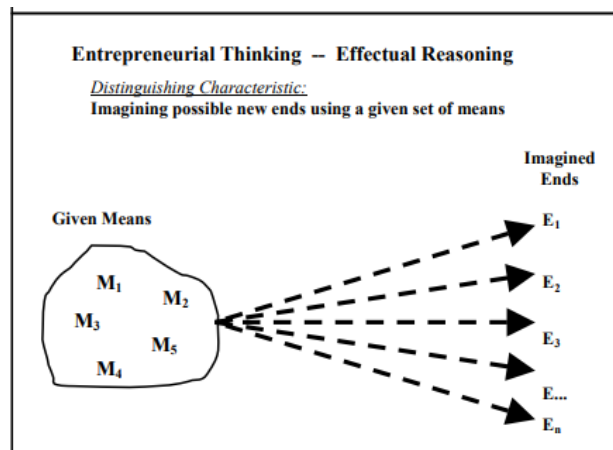 Entrepreneurial Thinking -- Effectual Reasoning
Distinguishing Characteristic:
Imagining possible new ends using a given set of means
Imagined
Ends
Given Means
E1
M1
M2
E2
M3
M5
E3
M4
E...
En